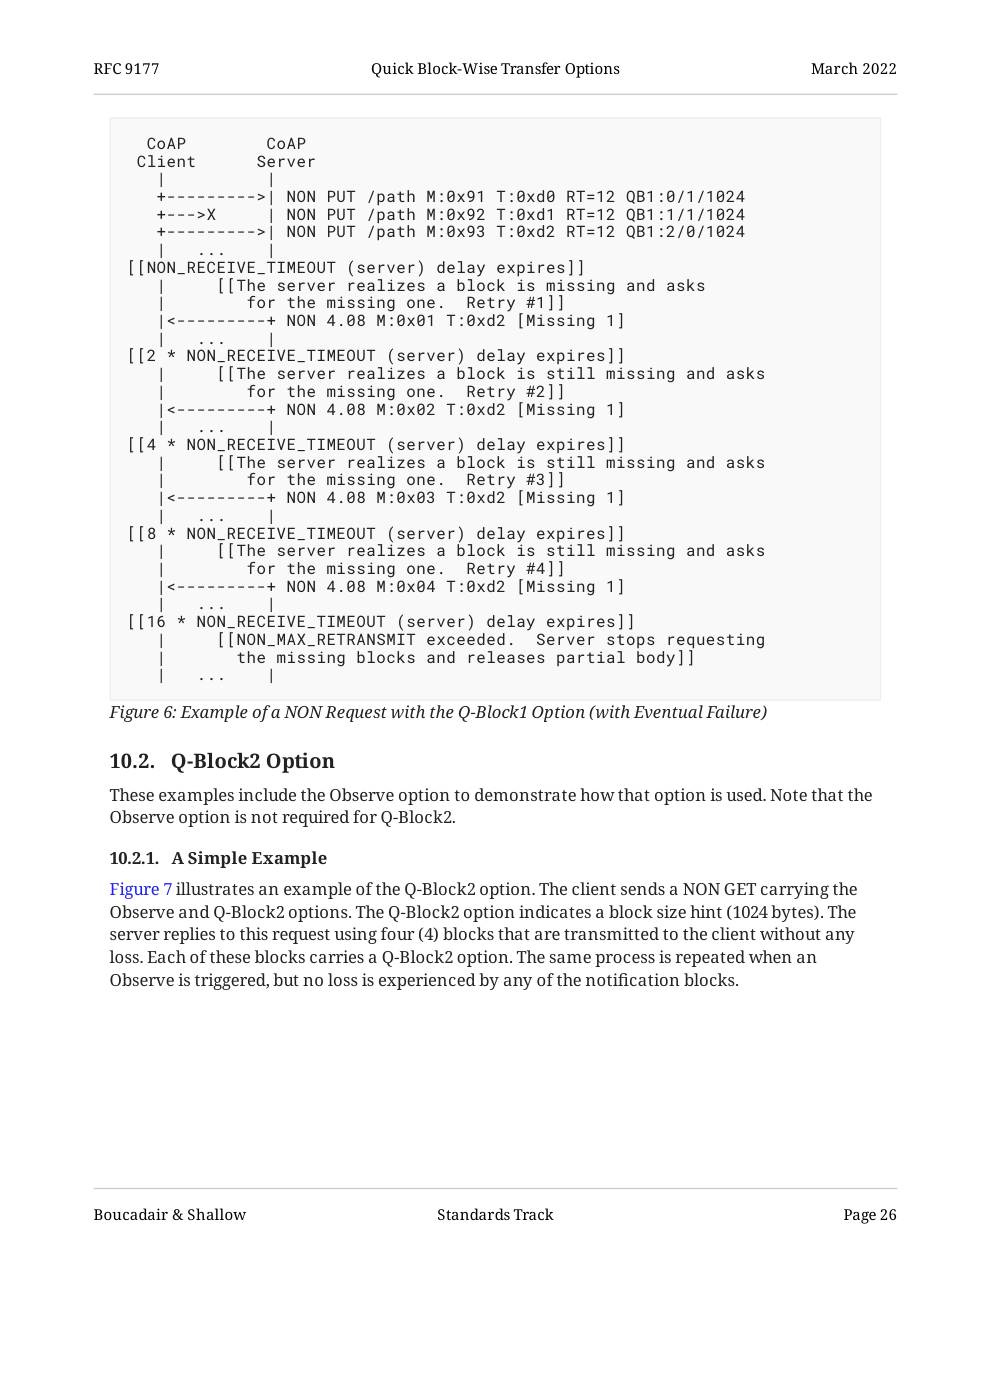 RFC 9177 Quick Block-Wise Transfer Options March 2022
  CoAP        CoAP
 Client      Server
   |          |
   +--------->| NON PUT /path M:0x91 T:0xd0 RT=12 QB1:0/1/1024
   +--->X     | NON PUT /path M:0x92 T:0xd1 RT=12 QB1:1/1/1024
   +--------->| NON PUT /path M:0x93 T:0xd2 RT=12 QB1:2/0/1024
   |   ...    |
[[NON_RECEIVE_TIMEOUT (server) delay expires]]
   |     [[The server realizes a block is missing and asks
   |        for the missing one.  Retry #1]]
   |<---------+ NON 4.08 M:0x01 T:0xd2 [Missing 1]
   |   ...    |
[[2 * NON_RECEIVE_TIMEOUT (server) delay expires]]
   |     [[The server realizes a block is still missing and asks
   |        for the missing one.  Retry #2]]
   |<---------+ NON 4.08 M:0x02 T:0xd2 [Missing 1]
   |   ...    |
[[4 * NON_RECEIVE_TIMEOUT (server) delay expires]]
   |     [[The server realizes a block is still missing and asks
   |        for the missing one.  Retry #3]]
   |<---------+ NON 4.08 M:0x03 T:0xd2 [Missing 1]
   |   ...    |
[[8 * NON_RECEIVE_TIMEOUT (server) delay expires]]
   |     [[The server realizes a block is still missing and asks
   |        for the missing one.  Retry #4]]
   |<---------+ NON 4.08 M:0x04 T:0xd2 [Missing 1]
   |   ...    |
[[16 * NON_RECEIVE_TIMEOUT (server) delay expires]]
   |     [[NON_MAX_RETRANSMIT exceeded.  Server stops requesting
   |       the missing blocks and releases partial body]]
   |   ...    |
Figure 6: Example of a NON Request with the Q-Block1 Option (with Eventual Failure)
10.2. Q-Block2 Option
These examples include the Observe option to demonstrate how that option is used. Note that the
Observe option is not required for Q-Block2.
10.2.1. A Simple Example
Figure 7 illustrates an example of the Q-Block2 option. The client sends a NON GET carrying the
Observe and Q-Block2 options. The Q-Block2 option indicates a block size hint (1024 bytes). The
server replies to this request using four (4) blocks that are transmitted to the client without any
loss. Each of these blocks carries a Q-Block2 option. The same process is repeated when an
Observe is triggered, but no loss is experienced by any of the notification blocks.
Boucadair & Shallow Standards Track Page 26